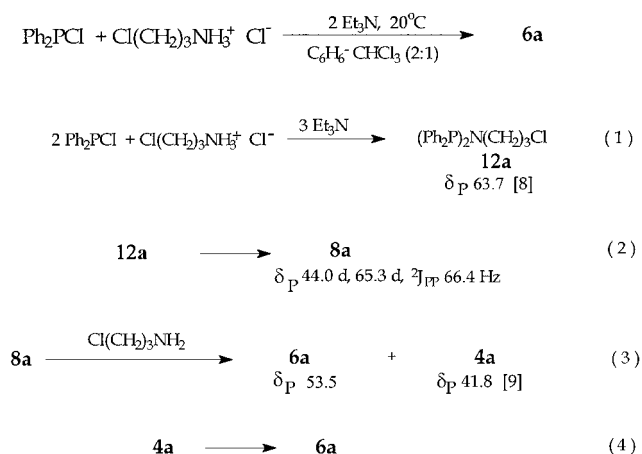 Ph₂PCl + Cl(CH₂)₃NH₃⁺ Cl⁻ 2 Et₃N, 20°C 6a
C₆H₆- CHCl₃ (2:1)
2 Ph₂PCl + Cl(CH₂)₃NH₃⁺ Cl⁻ 3 Et₃N (Ph₂P)₂N(CH₂)₃Cl (1)
12a
δP 63.7 [8]
12a 8a (2)
δP 44.0 d, 65.3 d, ²JPP 66.4 Hz
Cl(CH₂)₃NH₂
8a 6a + 4a (3)
δP 53.5 δP 41.8 [9]
4a 6a (4)